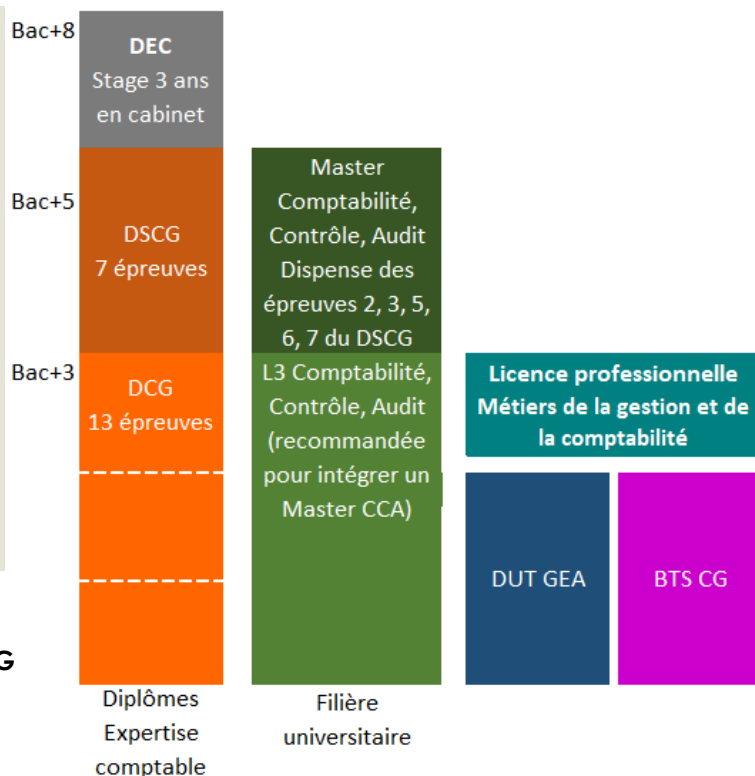 Bac+8
DEC
Stage 3 ans
en cabinet
Bac+5
DSCG
7 épreuves
Master
Comptabilité,
Contrôle, Audit
Dispense des
épreuves 2, 3, 5,
6, 7 du DSCG
Bac+3
DCG
13 épreuves
L3 Comptabilité,
Contrôle, Audit
(recommandée
pour intégrer un
Master CCA)
Licence professionnelle
Métiers de la gestion et de
la comptabilité
DUT GEA
BTS CG
G
Diplômes
Expertise
comptable
Filière
universitaire